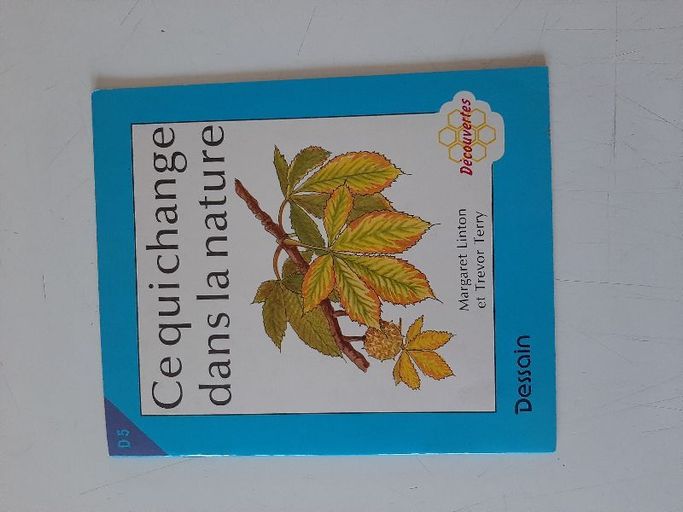 D5
Ce qui change
dans la nature
Margaret Linton
et Trevor Terry
Découvertes
Dessain